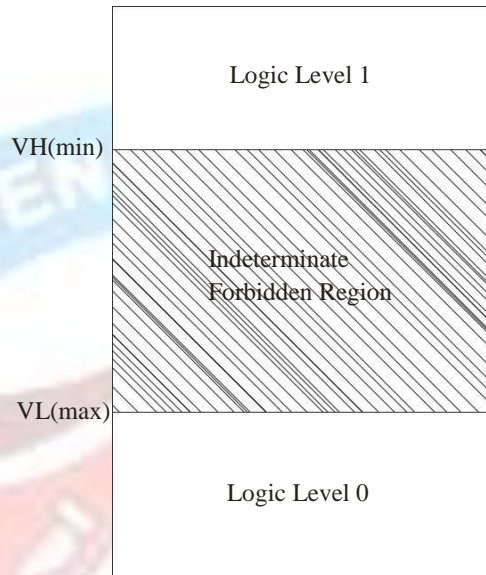 Logic Level 1
VH(min)
Indeterminate
Forbidden Region
VL(max)
Logic Level 0